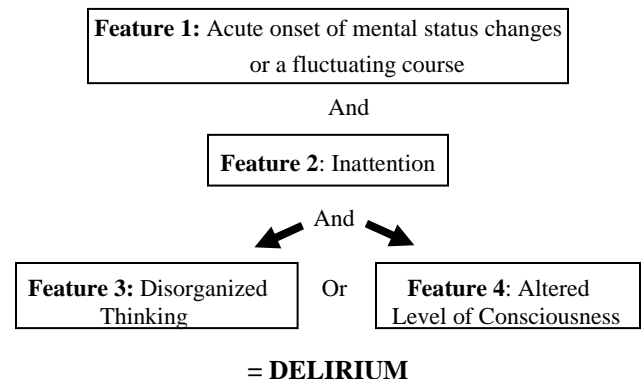 Feature 1: Acute onset of mental status changes
or a fluctuating course
And
Feature 2: Inattention
And
Feature 3: Disorganized
Thinking
Or
Feature 4: Altered
Level of Consciousness
= DELIRIUM